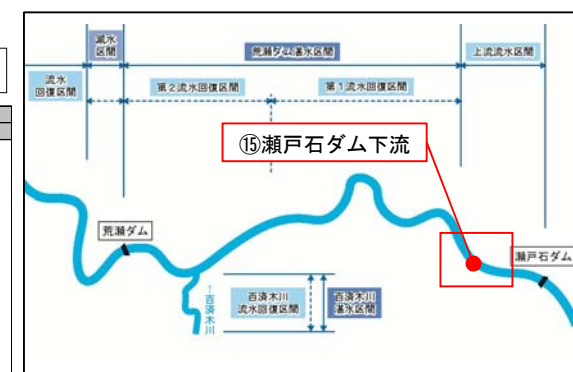 減水
区間
荒瀬ダム湛水区間
上流流水区間
流水
回復区間
第2流水回復区間
第1流水回復区間
⑮瀬戸石ダム下流
荒瀬ダム
瀬戸石ダム
↑百済木川
百済木川
流水回復区間
百済木川
湛水区間